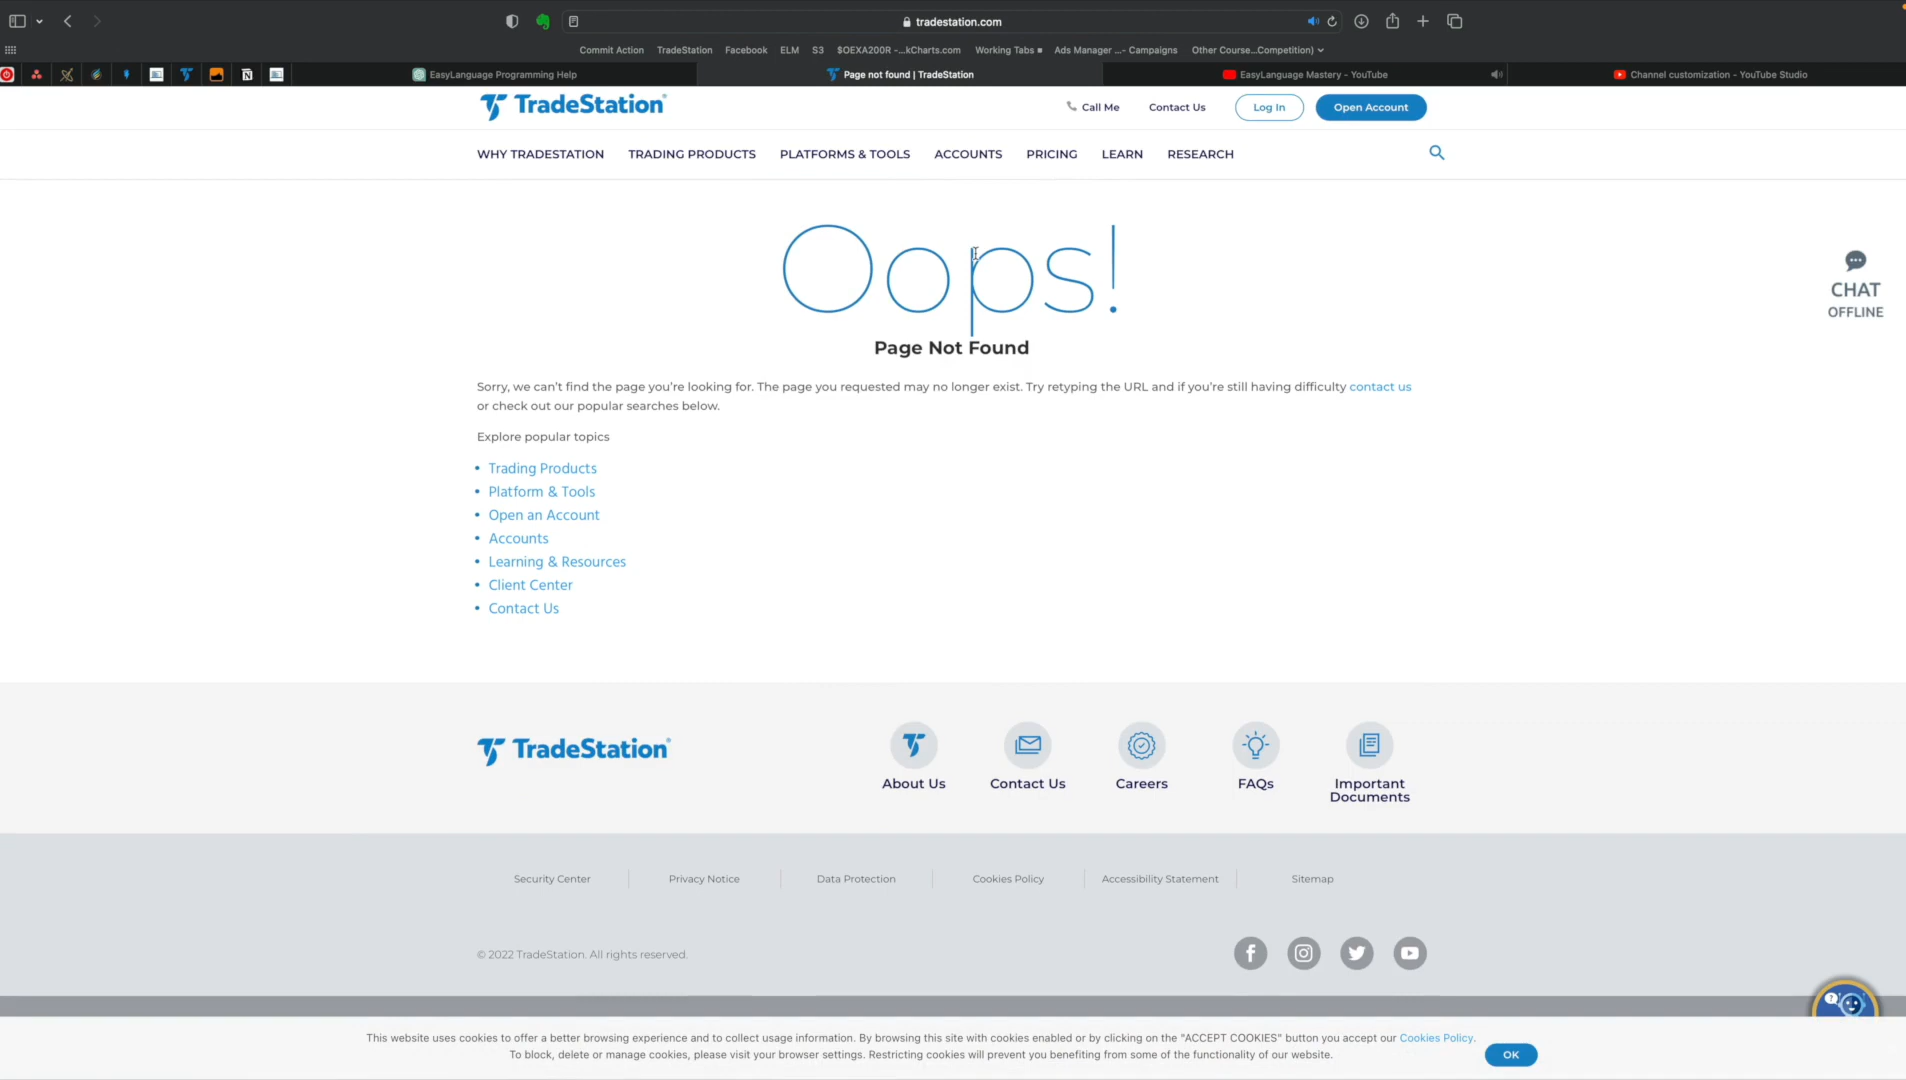 tradestation.com
Commit Action TradeStation Facebook ELM S3 $OEXA200R -...kCharts.com Working Tabs Ads Manager ...- Campaigns Other Course...Competition)
EasyLanguage Programming Help Page not found | TradeStation EasyLanguage Mastery - YouTube Channel customization - YouTube Studio
TradeStation Call Me Contact Us Log In Open Account
WHY TRADESTATION TRADING PRODUCTS PLATFORMS & TOOLS ACCOUNTS PRICING LEARN RESEARCH
Oops!
CHAT
OFFLINE
Page Not Found
Sorry, we can't find the page you're looking for. The page you requested may no longer exist. Try retyping the URL and if you're still having difficulty contact us
or check out our popular searches below.
Explore popular topics
• Trading Products
• Platform & Tools
• Open an Account
• Accounts
• Learning & Resources
• Client Center
• Contact Us
TradeStation
About Us Contact Us Careers FAQs Important
Documents
Security Center Privacy Notice Data Protection Cookies Policy Accessibility Statement Sitemap
© 2022 TradeStation. All rights reserved.
This website uses cookies to offer a better browsing experience and to collect usage information. By browsing this site with cookies enabled or by clicking on the "ACCEPT COOKIES" button you accept our Cookies Policy.
To block, delete or manage cookies, please visit your browser settings. Restricting cookies will prevent you benefiting from some of the functionality of our website.
OK